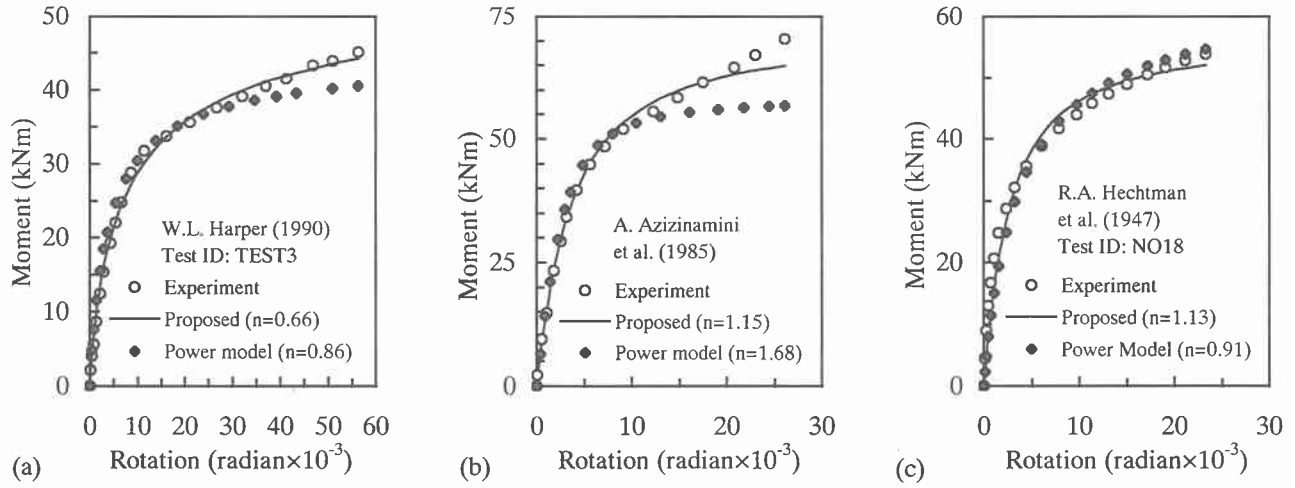 50
40
30
20
10
0
Moment (kNm)
W.L. Harper (1990)
Test ID: TEST3
Experiment
Proposed (n=0.66)
Power model (n=0.86)
0 10 20 30 40 50 60
(a) Rotation (radian×10⁻³)
75
50
25
0
Moment (kNm)
A. Azizinamini
et al. (1985)
Experiment
Proposed (n=1.15)
Power model (n=1.68)
0 10 20 30
(b) Rotation (radian×10⁻³)
60
40
20
0
Moment (kNm)
R.A. Hechtman
et al. (1947)
Test ID: NO18
Experiment
Proposed (n=1.13)
Power Model (n=0.91)
0 10 20 30
(c) Rotation (radian×10⁻³)